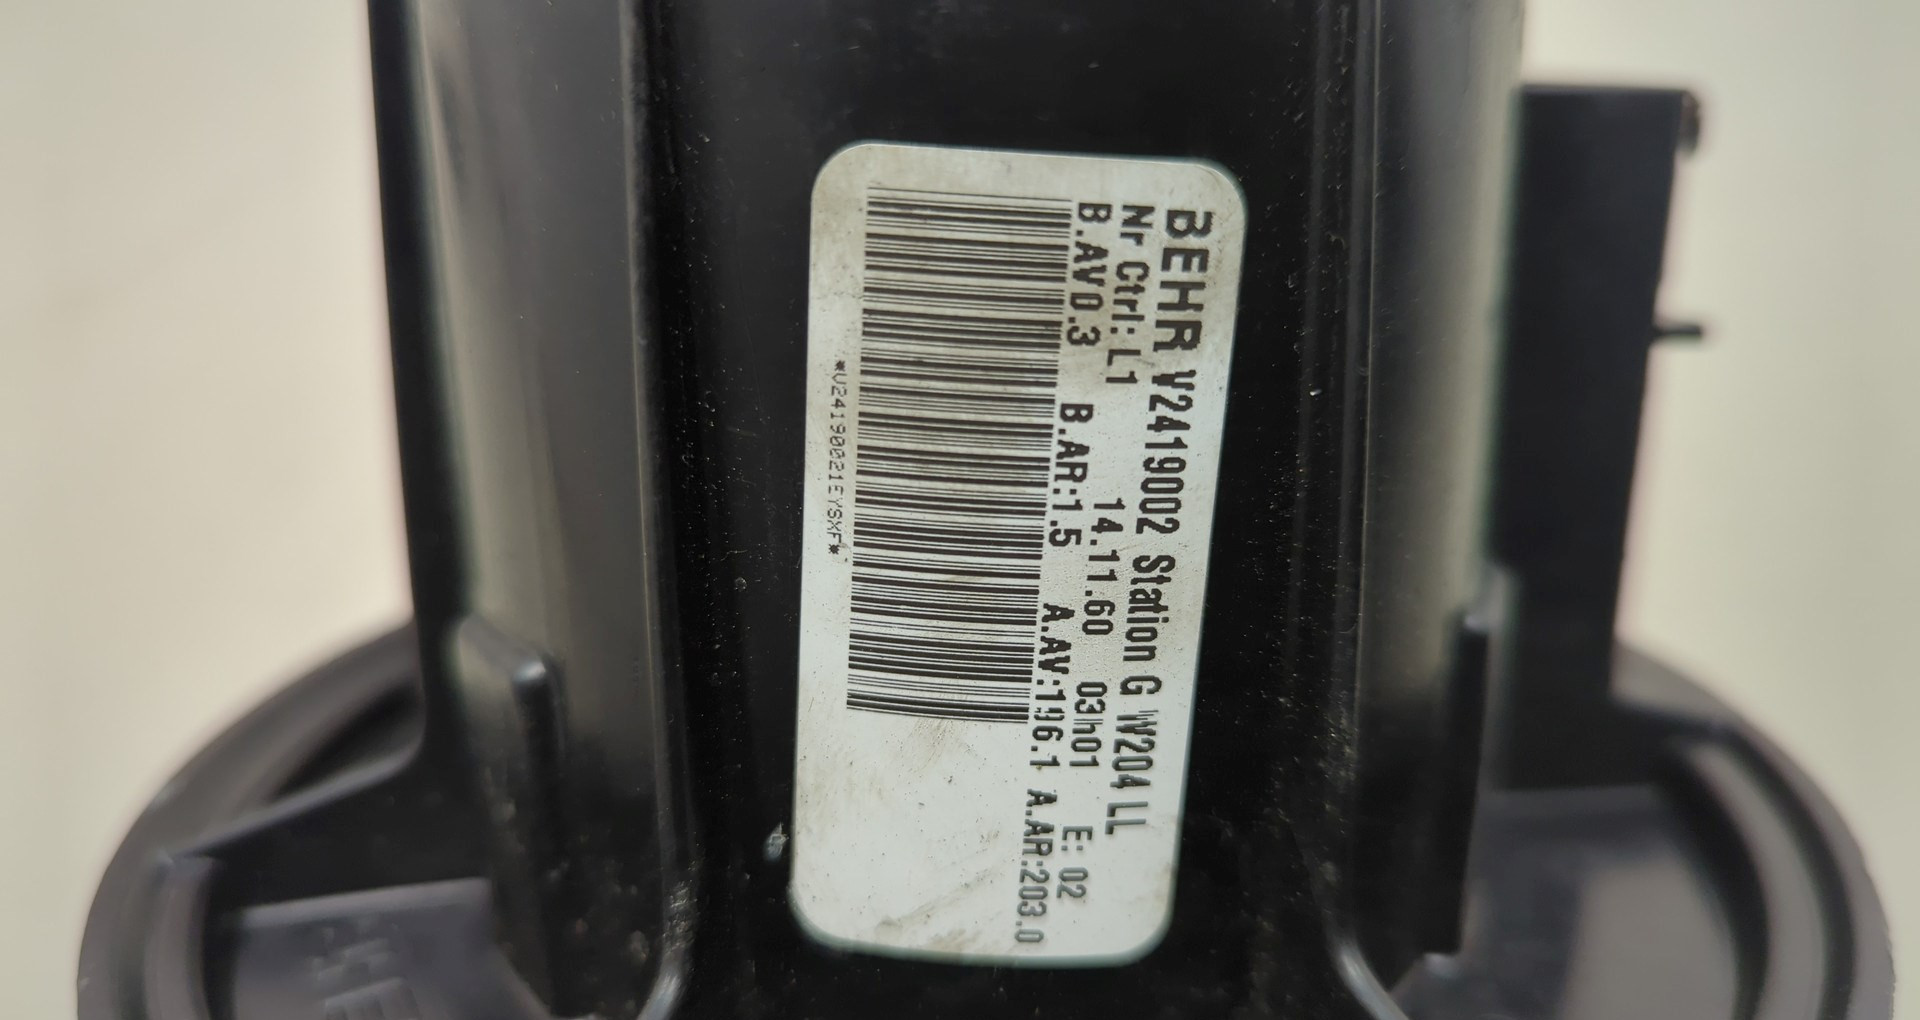 BEHR V2419002 Station G W204 LL
Nr Ctrl: L1 14.11.60 03h01 E: 02
B.AV0.3 B.AR:1.5 A.AV:196.1 A.AR:203.0
*V24190021EYSXF*